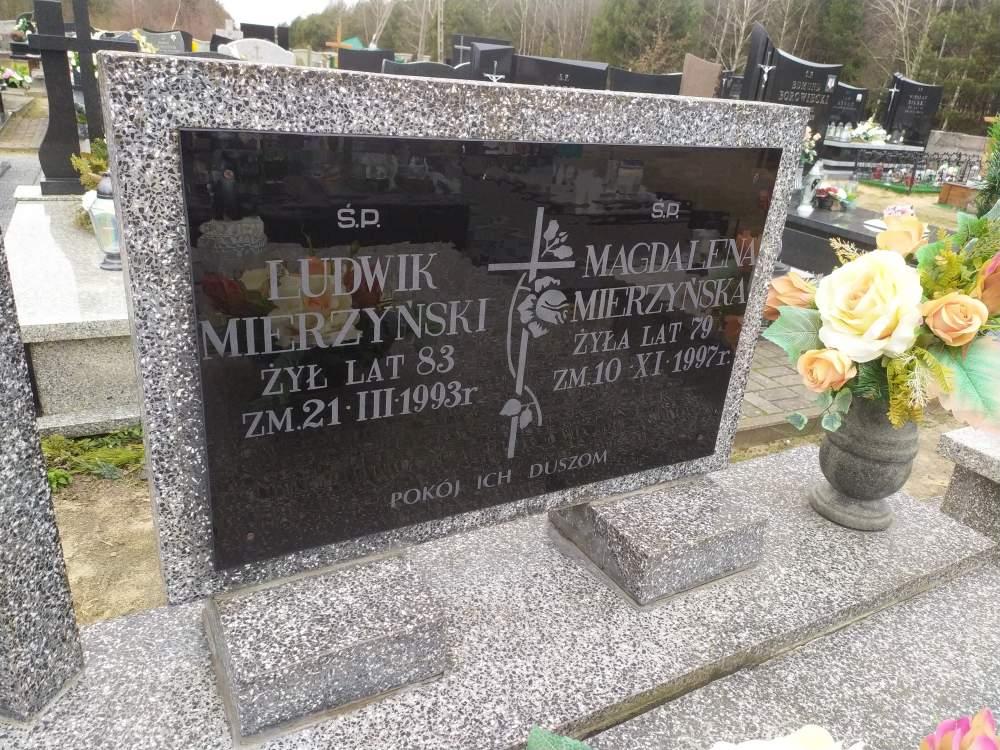 Ś.P.
LUDWIK
MIERZYŃSKI
ŻYŁ LAT 83
ZM. 21·III·1993r
Ś.P.
MAGDALENA
MIERZYŃSKA
ŻYŁA LAT 79
ZM. 10 XI·1997r.
POKÓJ ICH DUSZOM
BOROWIECKI